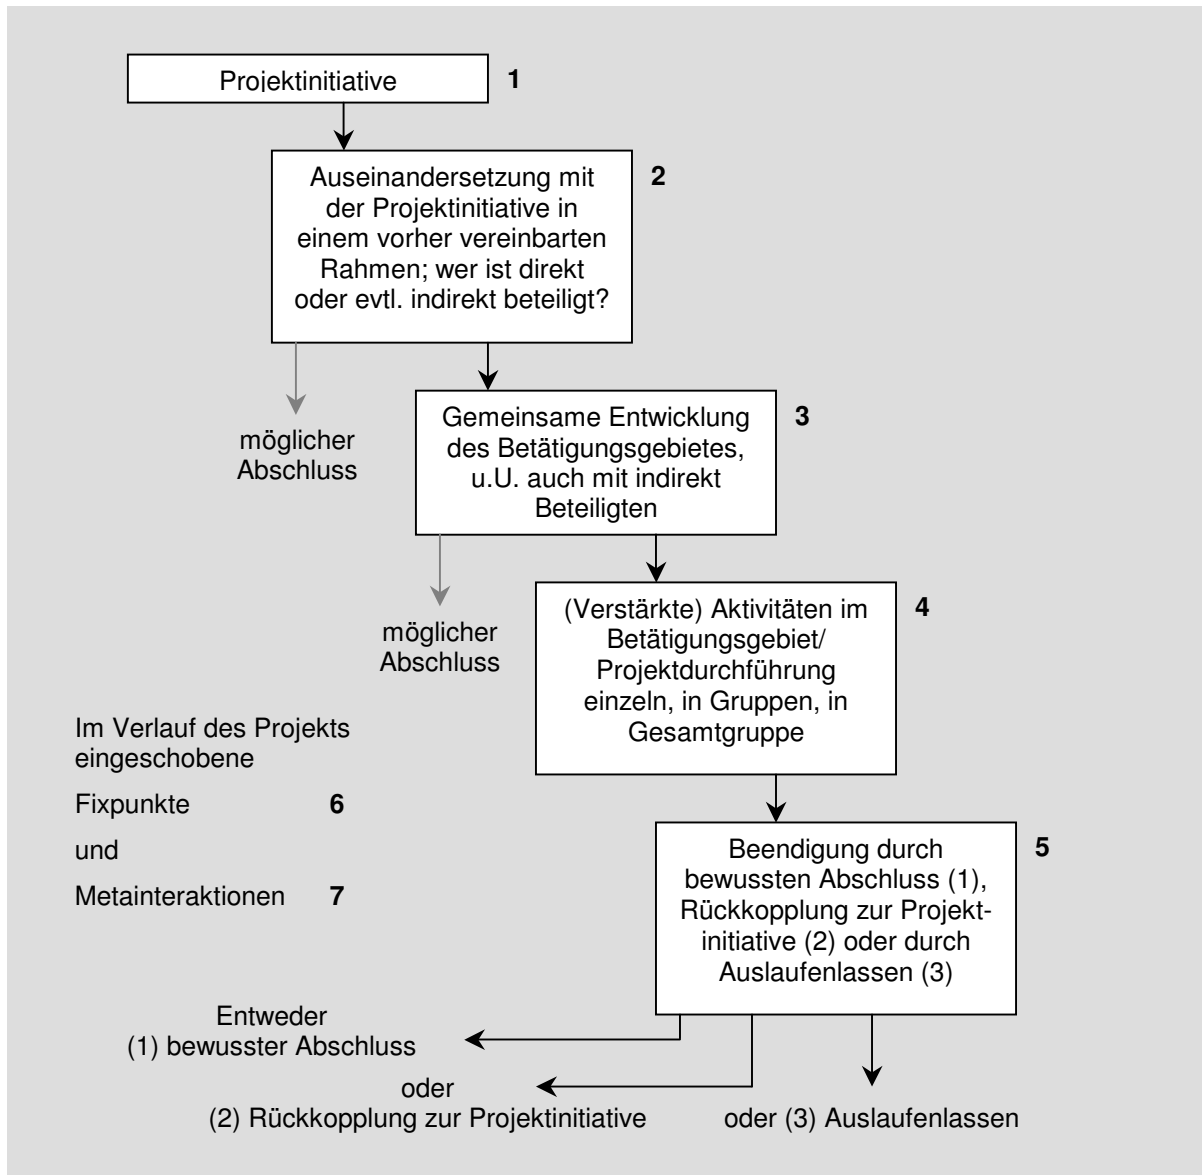 Projektinitiative 1
Auseinandersetzung mit 2
der Projektinitiative in
einem vorher vereinbarten
Rahmen; wer ist direkt
oder evtl. indirekt beteiligt?
möglicher
Abschluss
Gemeinsame Entwicklung 3
des Betätigungsgebietes,
u.U. auch mit indirekt
Beteiligten
möglicher
Abschluss
(Verstärkte) Aktivitäten im 4
Betätigungsgebiet/
Projektdurchführung
einzeln, in Gruppen, in
Gesamtgruppe
Im Verlauf des Projekts
eingeschobene
Fixpunkte 6
und
Metainteraktionen 7
Beendigung durch 5
bewussten Abschluss (1),
Rückkopplung zur Projekt-
initiative (2) oder durch
Auslaufenlassen (3)
Entweder
(1) bewusster Abschluss
oder
(2) Rückkopplung zur Projektinitiative
oder (3) Auslaufenlassen